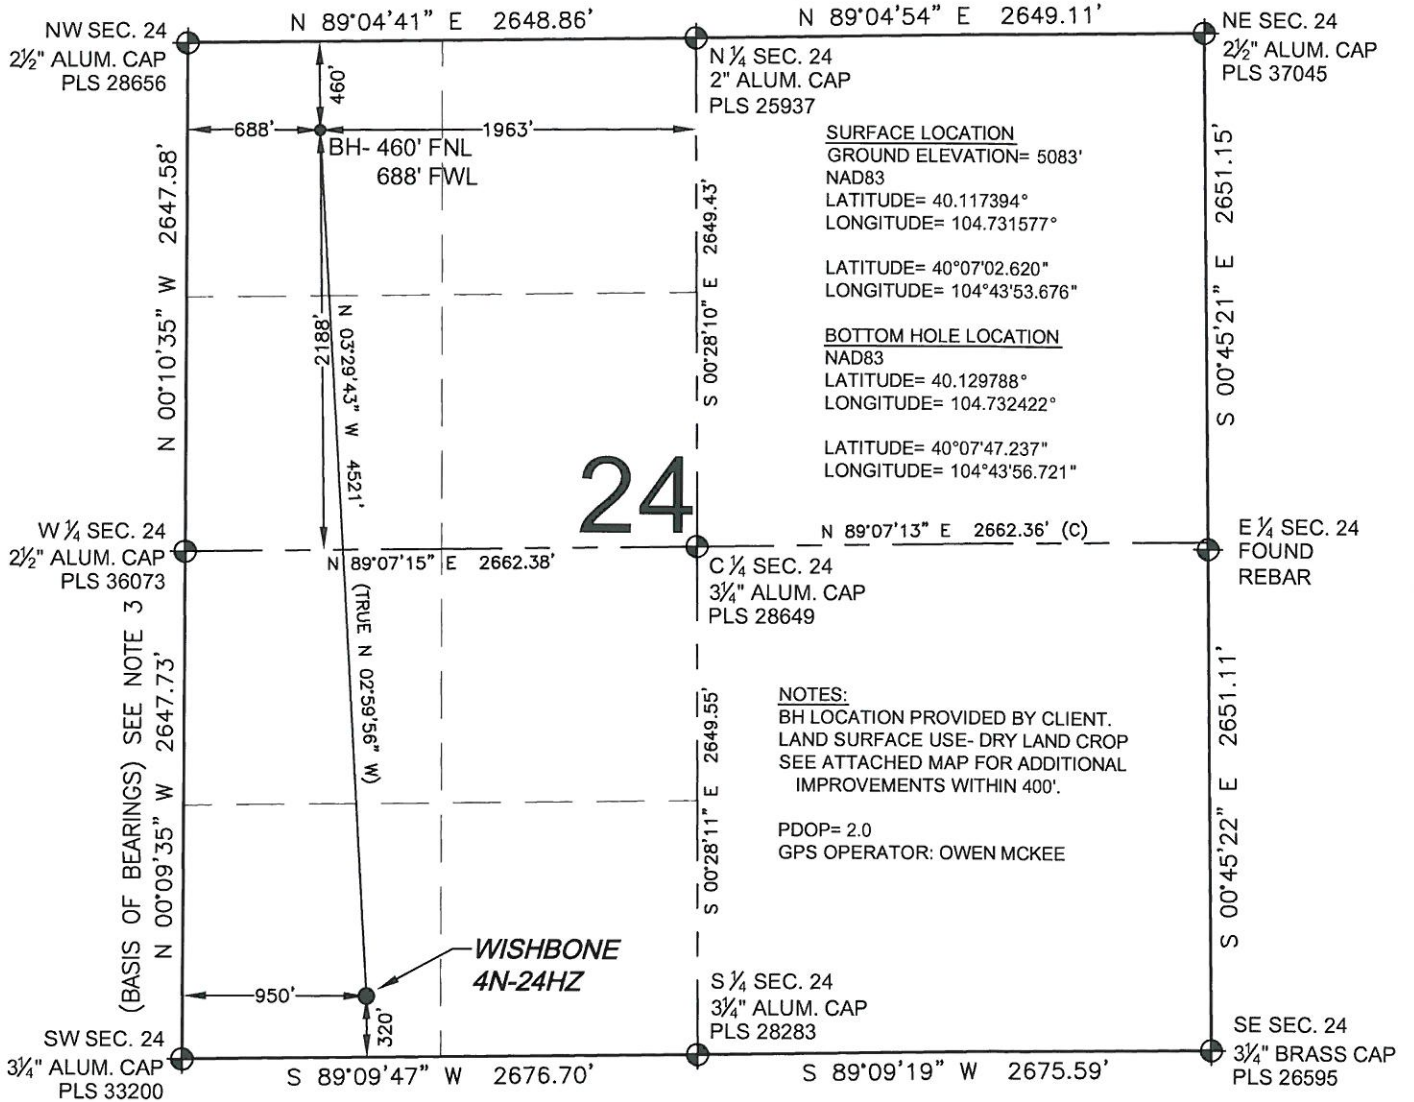 N 89°04'41" E 2648.86'
N 89°04'54" E 2649.11'
NW SEC. 24
2½" ALUM. CAP
PLS 28656
N ¼ SEC. 24
2" ALUM. CAP
PLS 25937
NE SEC. 24
2½" ALUM. CAP
PLS 37045
460'
688'
1963'
BH- 460' FNL
688' FWL
N 00°10'35" W 2647.58'
2188'
N 03°29'43" W 4521'
(TRUE N 02°59'56" W)
S 00°28'10" E 2649.43'
SURFACE LOCATION
GROUND ELEVATION= 5083'
NAD83
LATITUDE= 40.117394°
LONGITUDE= 104.731577°
LATITUDE= 40°07'02.620"
LONGITUDE= 104°43'53.676"
BOTTOM HOLE LOCATION
NAD83
LATITUDE= 40.129788°
LONGITUDE= 104.732422°
LATITUDE= 40°07'47.237"
LONGITUDE= 104°43'56.721"
S 00°45'21" E 2651.15'
24
W ¼ SEC. 24
2½" ALUM. CAP
PLS 36073
N 89°07'15" E 2662.38'
N 89°07'13" E 2662.36' (C)
C ¼ SEC. 24
3¼" ALUM. CAP
PLS 28649
E ¼ SEC. 24
FOUND
REBAR
(BASIS OF BEARINGS) SEE NOTE 3
N 00°09'35" W 2647.73'
S 00°28'11" E 2649.55'
NOTES:
BH LOCATION PROVIDED BY CLIENT.
LAND SURFACE USE- DRY LAND CROP
SEE ATTACHED MAP FOR ADDITIONAL
IMPROVEMENTS WITHIN 400'.
PDOP= 2.0
GPS OPERATOR: OWEN MCKEE
S 00°45'22" E 2651.11'
WISHBONE
4N-24HZ
950'
320'
SW SEC. 24
3¼" ALUM. CAP
PLS 33200
S 89°09'47" W 2676.70'
S ¼ SEC. 24
3¼" ALUM. CAP
PLS 28283
S 89°09'19" W 2675.59'
SE SEC. 24
3¼" BRASS CAP
PLS 26595